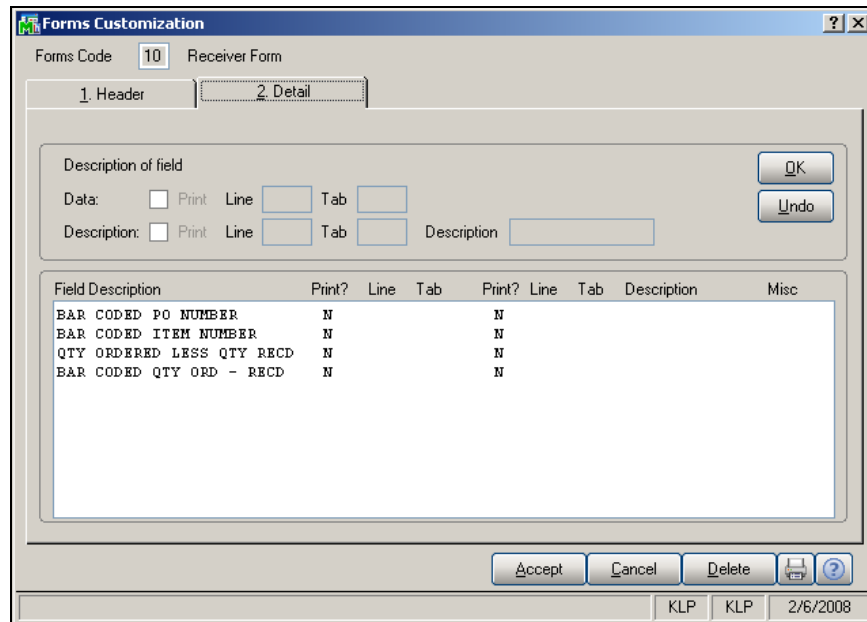 Forms Customization
Forms Code 10 Receiver Form
1. Header 2. Detail
Description of field
OK
Data: Print Line Tab
Undo
Description: Print Line Tab Description
Field Description Print? Line Tab Print? Line Tab Description Misc
BAR CODED PO NUMBER N N
BAR CODED ITEM NUMBER N N
QTY ORDERED LESS QTY RECD N N
BAR CODED QTY ORD - RECD N N
Accept Cancel Delete
KLP KLP 2/6/2008